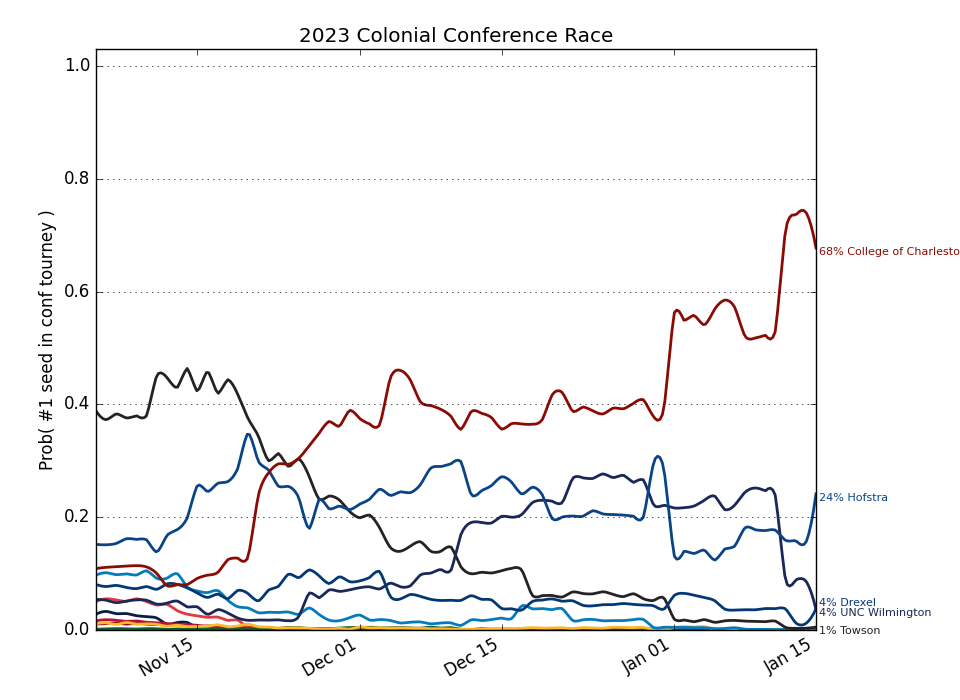 2023 Colonial Conference Race
Prob( #1 seed in conf tourney )
1.0
0.8
0.6
0.4
0.2
0.0
68% College of Charlesto
24% Hofstra
4% Drexel
4% UNC Wilmington
1% Towson
Nov 15
Dec 01
Dec 15
Jan 01
Jan 15